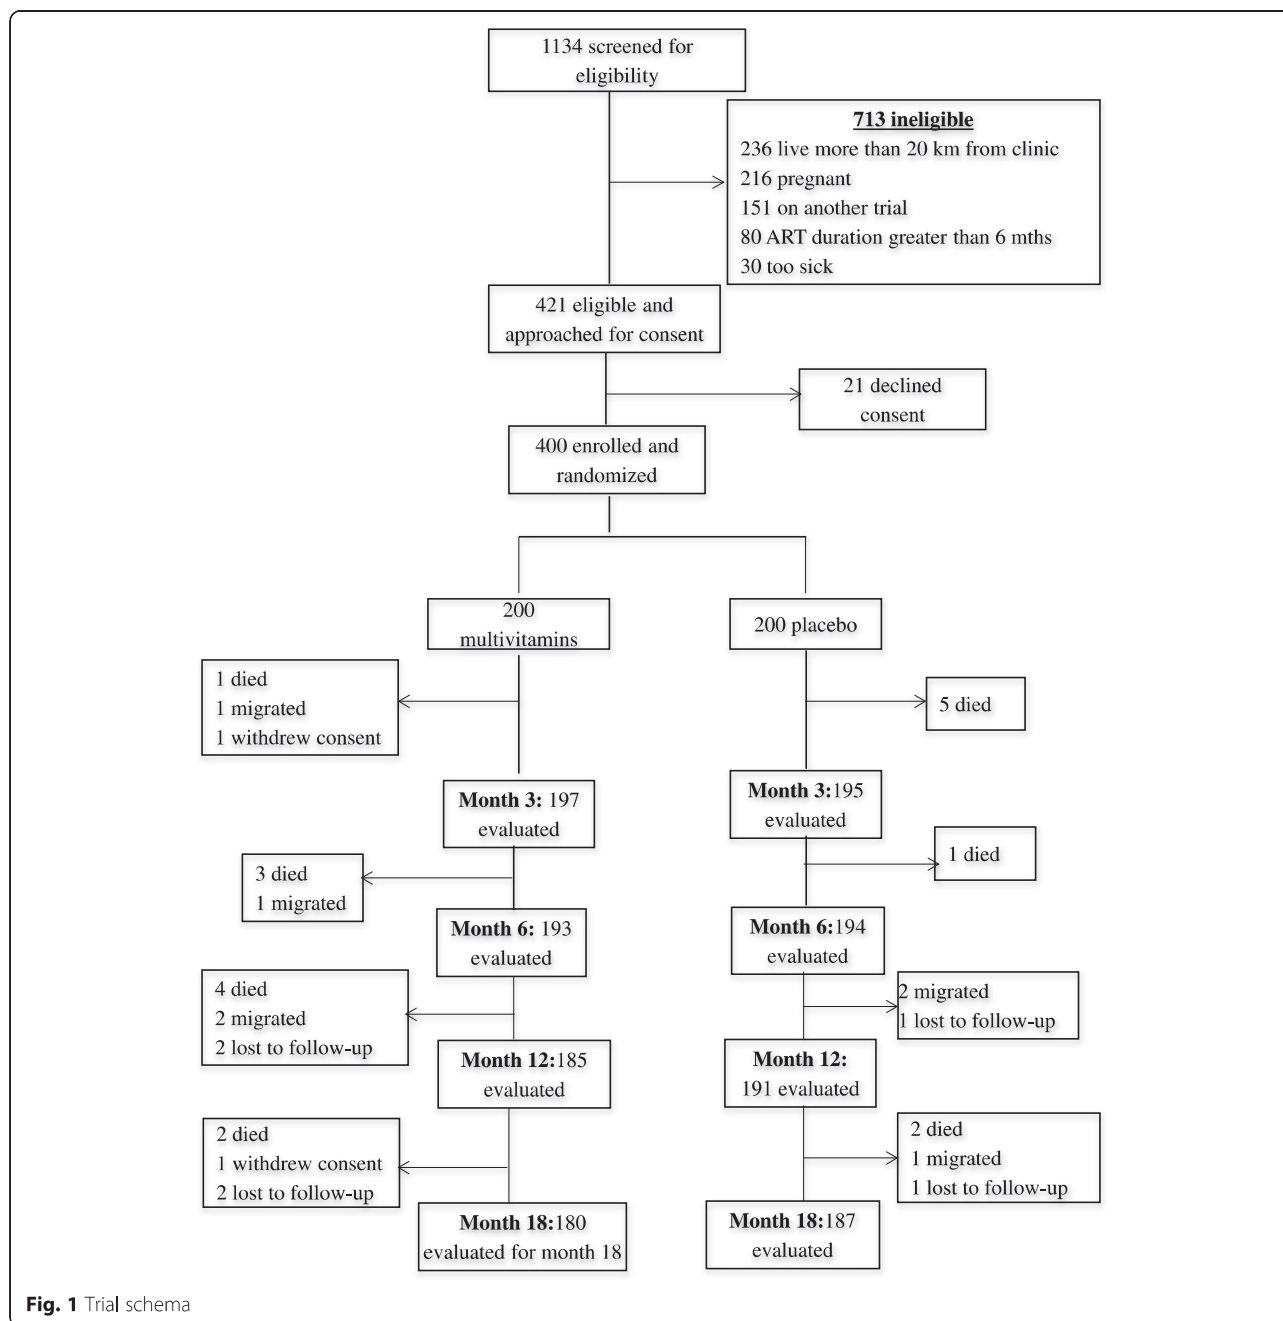 1134 screened for
eligibility
713 ineligible
236 live more than 20 km from clinic
216 pregnant
151 on another trial
80 ART duration greater than 6 mths
30 too sick
421 eligible and
approached for consent
21 declined
consent
400 enrolled and
randomized
200
multivitamins
200 placebo
1 died
1 migrated
1 withdrew consent
5 died
Month 3: 197
evaluated
Month 3:195
evaluated
3 died
1 migrated
1 died
Month 6: 193
evaluated
Month 6:194
evaluated
4 died
2 migrated
2 lost to follow-up
2 migrated
1 lost to follow-up
Month 12:185
evaluated
Month 12:
191 evaluated
2 died
1 withdrew consent
2 lost to follow-up
2 died
1 migrated
1 lost to follow-up
Month 18:180
evaluated for month 18
Month 18:187
evaluated
Fig. 1 Trial schema